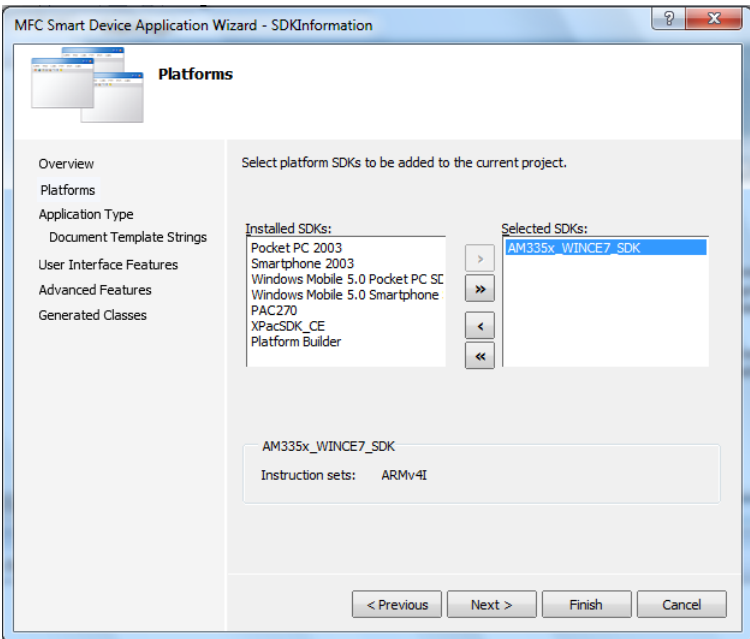 MFC Smart Device Application Wizard - SDKInformation
Platforms
Overview
Platforms
Application Type
Document Template Strings
User Interface Features
Advanced Features
Generated Classes
Select platform SDKs to be added to the current project.
Installed SDKs:
Pocket PC 2003
Smartphone 2003
Windows Mobile 5.0 Pocket PC SD
Windows Mobile 5.0 Smartphone
PAC270
XPacSDK_CE
Platform Builder
>
»
<
«
Selected SDKs:
AM335x_WINCE7_SDK
AM335x_WINCE7_SDK
Instruction sets: ARMv4I
< Previous
Next >
Finish
Cancel